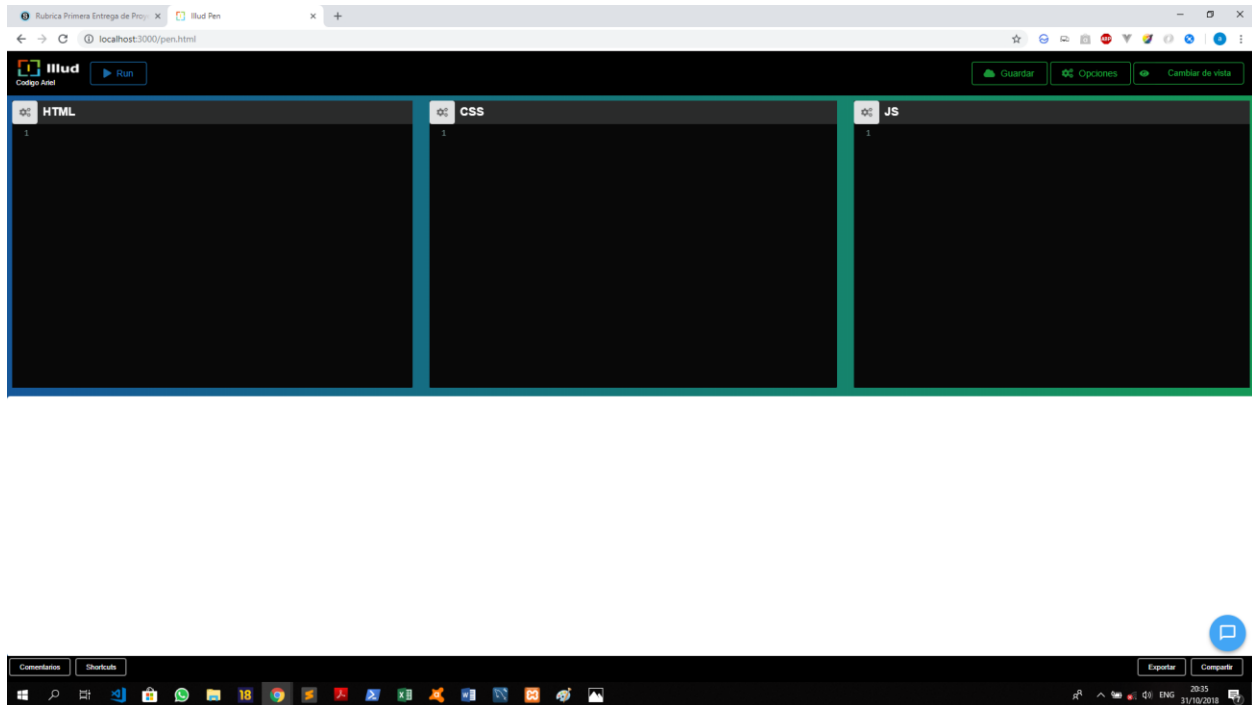 Rubrica Primera Entrega de Proy
Illud Pen
localhost:3000/pen.html
Illud
Codigo Ariel
Run
Guardar
Opciones
Cambiar de vista
HTML
CSS
JS
1
1
1
Comentarios
Shortcuts
Exportar
Compartir
18
ENG
20:35
31/10/2018